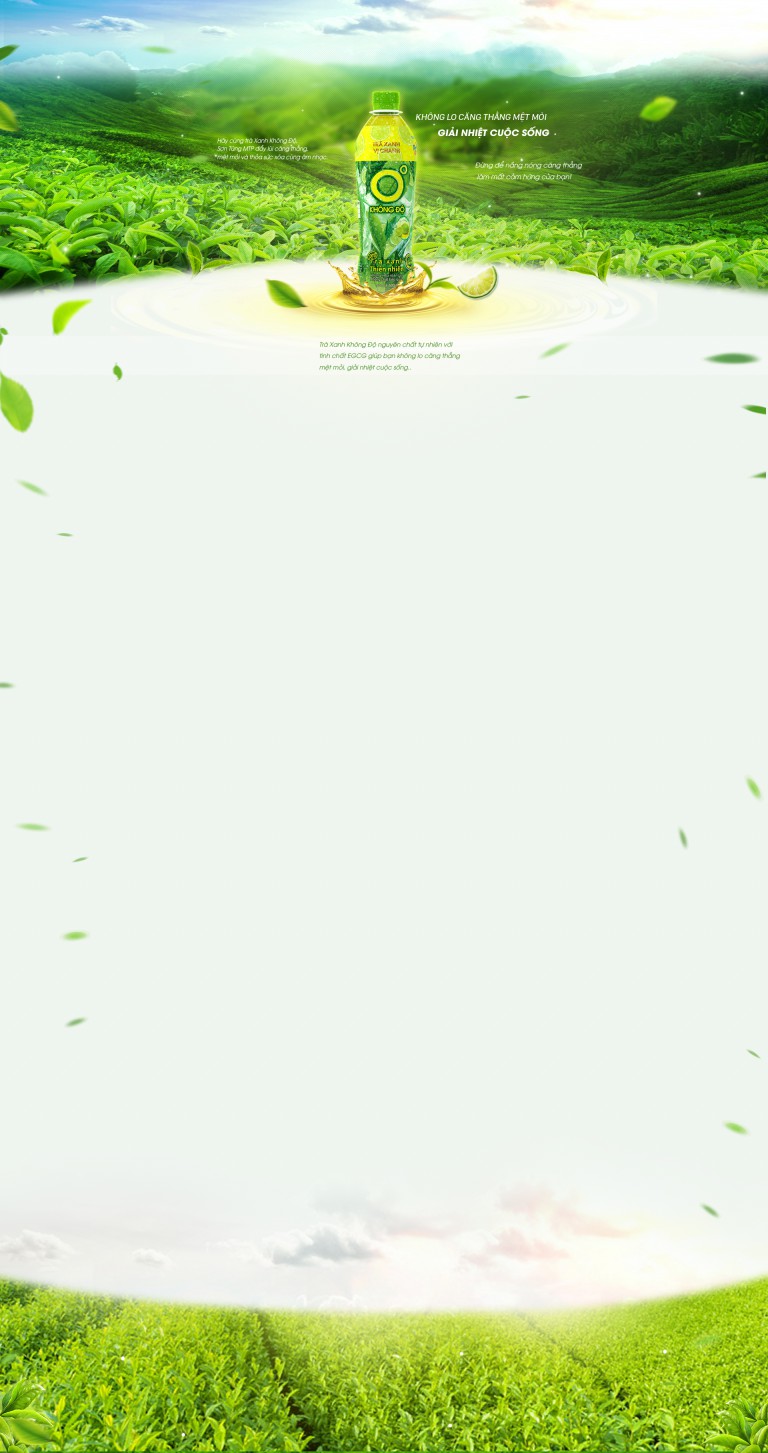 KHÔNG LO CĂNG THẲNG MỆT MỎI
GIẢI NHIỆT CUỘC SỐNG
Hãy cùng trà Xanh Không Độ,
Sơn Tùng MTP đẩy lùi căng thẳng,
mệt mỏi và thỏa sức xõa cùng âm nhạc.
Đừng để nắng nóng căng thẳng
làm mất cảm hứng của bạn!
TRÀ XANH
VỊ CHANH
KHÔNG ĐỘ
trà xanh
thiên nhiên
Trà Xanh Không Độ nguyên chất tự nhiên với
tinh chất EGCG giúp bạn không lo căng thẳng
mệt mỏi, giải nhiệt cuộc sống..